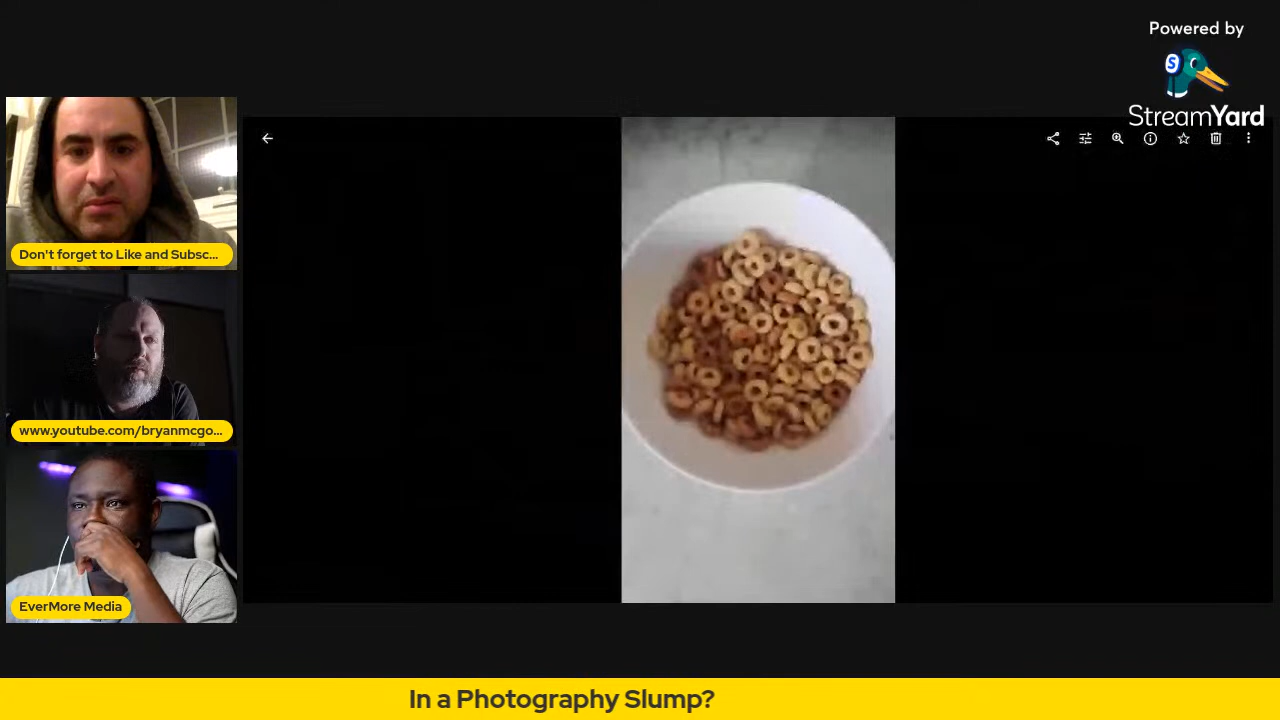 Powered by
S
StreamYard
Don't forget to Like and Subsc...
www.youtube.com/bryanmcgo...
EverMore Media
In a Photography Slump?